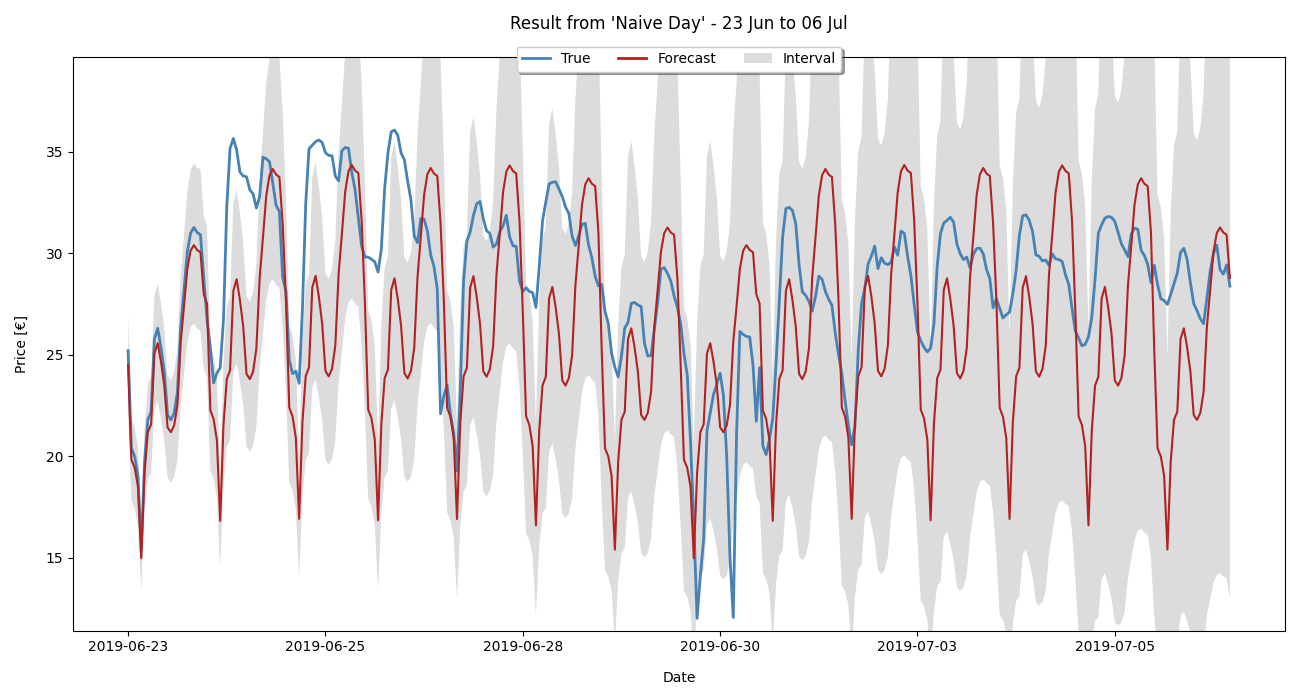 Result from 'Naive Day' - 23 Jun to 06 Jul
True Forecast Interval
Price [€]
35
30
25
20
15
2019-06-23 2019-06-25 2019-06-28 2019-06-30 2019-07-03 2019-07-05
Date